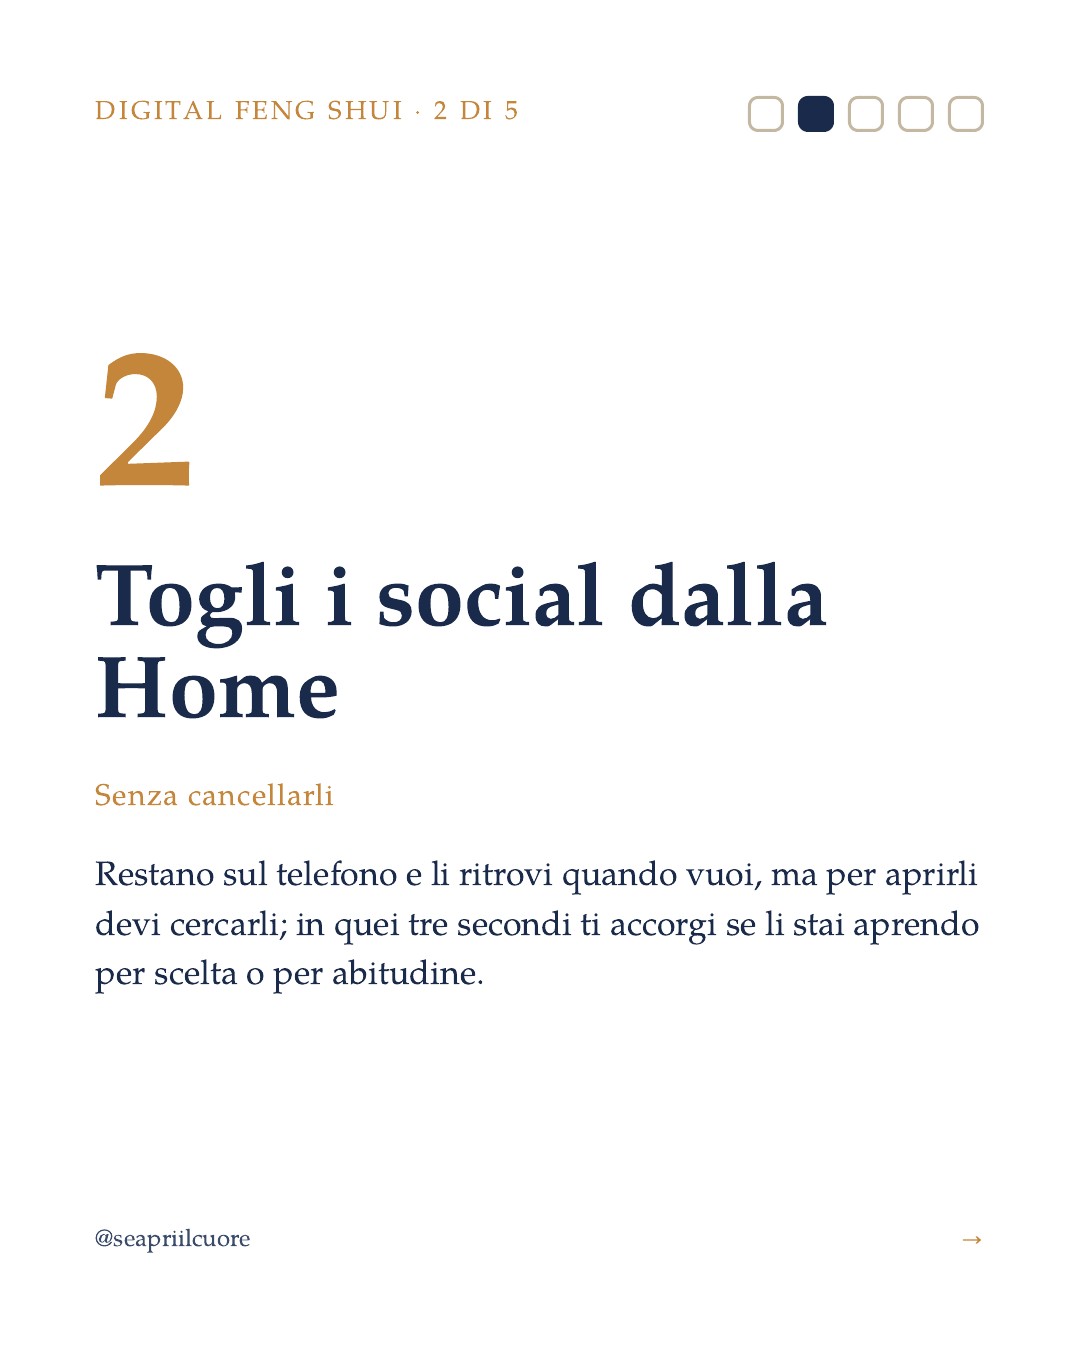 DIGITAL FENG SHUI · 2 DI 5
2
Togli i social dalla
Home
Senza cancellarli
Restano sul telefono e li ritrovi quando vuoi, ma per aprirli
devi cercarli; in quei tre secondi ti accorgi se li stai aprendo
per scelta o per abitudine.
@seapriilcuore
→